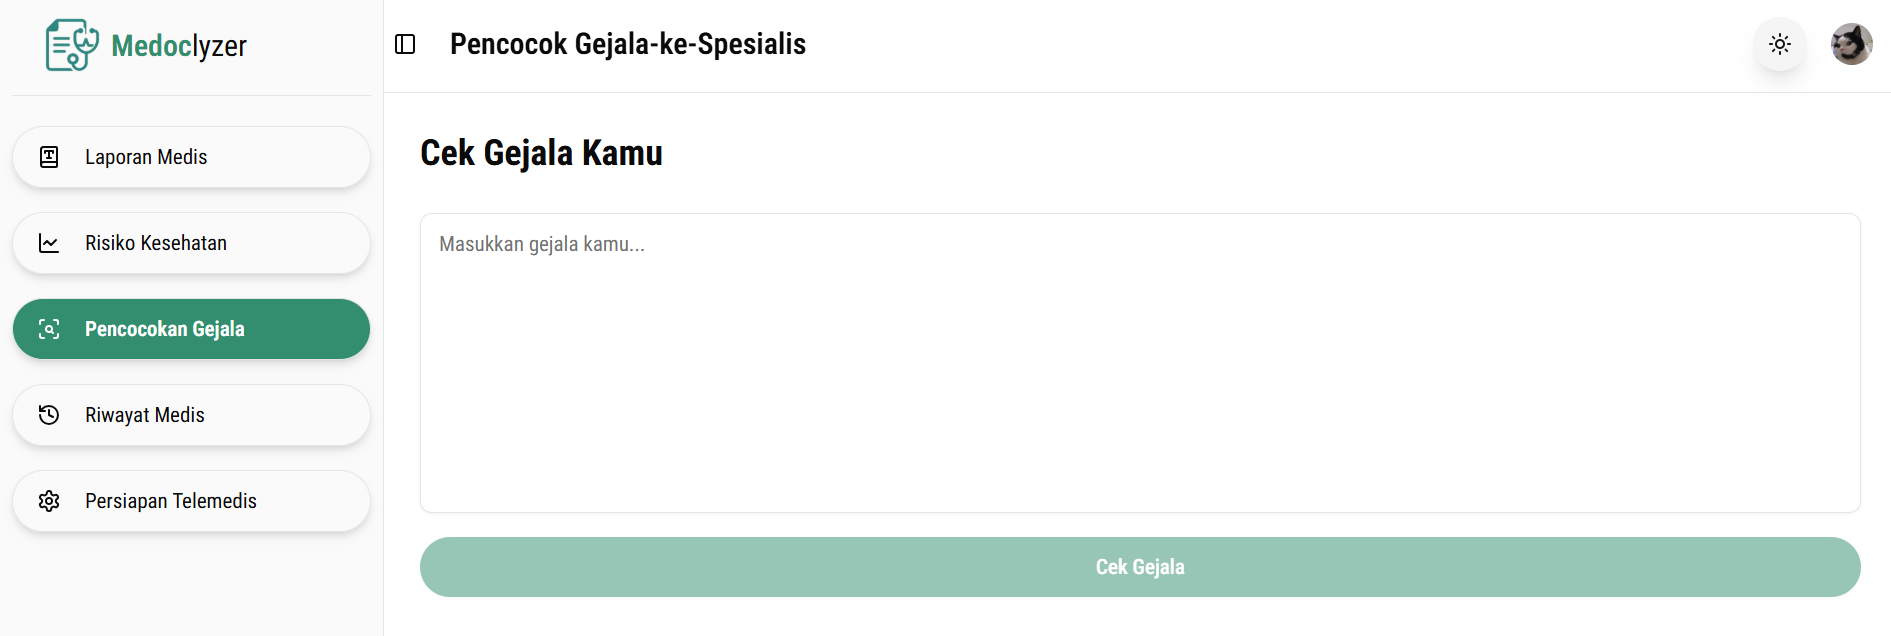 Medoclyzer
Pencocok Gejala-ke-Spesialis
Laporan Medis
Risiko Kesehatan
Pencocokan Gejala
Riwayat Medis
Persiapan Telemedis
Cek Gejala Kamu
Masukkan gejala kamu...
Cek Gejala